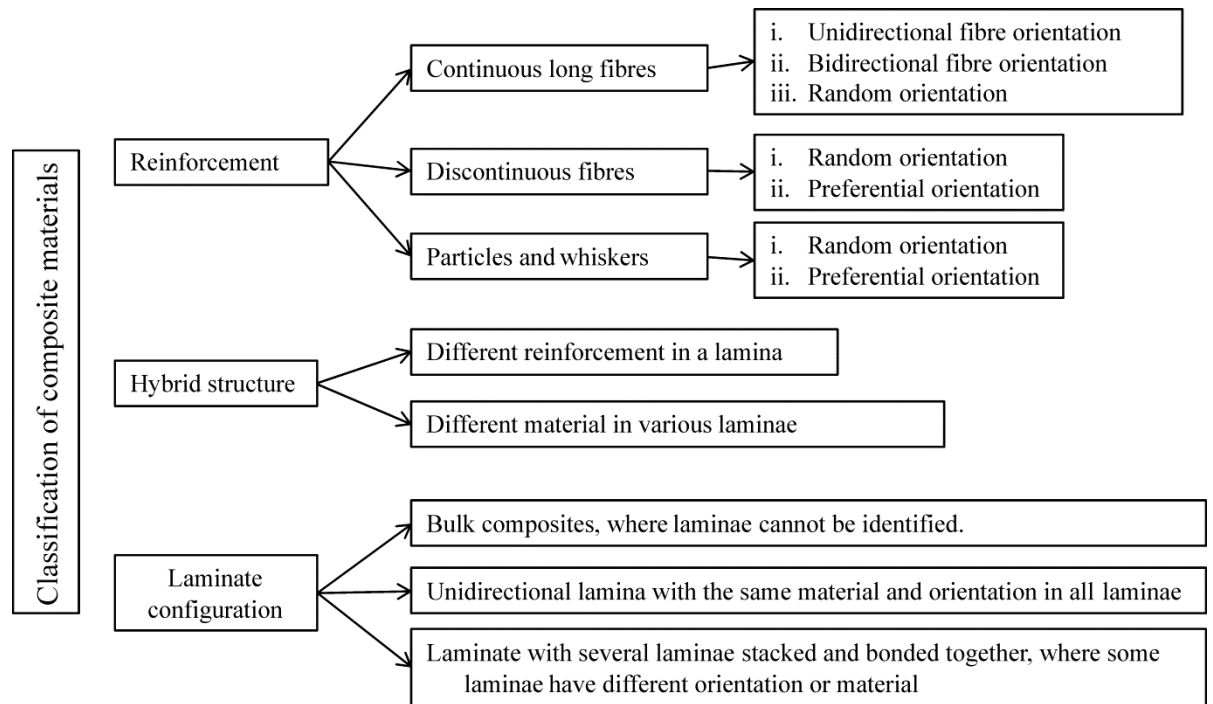 Classification of composite materials
Reinforcement
Continuous long fibres
i. Unidirectional fibre orientation
ii. Bidirectional fibre orientation
iii. Random orientation
Discontinuous fibres
i. Random orientation
ii. Preferential orientation
Particles and whiskers
i. Random orientation
ii. Preferential orientation
Hybrid structure
Different reinforcement in a lamina
Different material in various laminae
Laminate
configuration
Bulk composites, where laminae cannot be identified.
Unidirectional lamina with the same material and orientation in all laminae
Laminate with several laminae stacked and bonded together, where some
laminae have different orientation or material